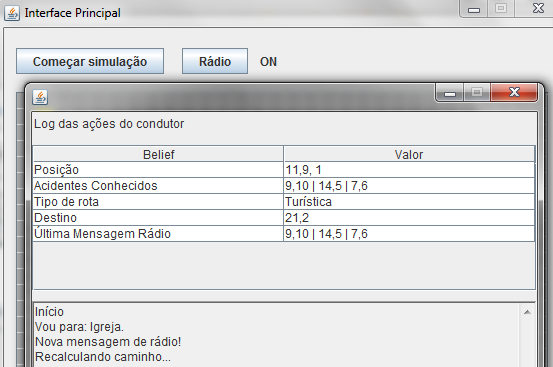 Interface Principal
Começar simulação Rádio ON
Log das ações do condutor
Belief Valor
Posição 11,9, 1
Acidentes Conhecidos 9,10 | 14,5 | 7,6
Tipo de rota Turística
Destino 21,2
Última Mensagem Rádio 9,10 | 14,5 | 7,6
Início
Vou para: Igreja.
Nova mensagem de rádio!
Recalculando caminho...